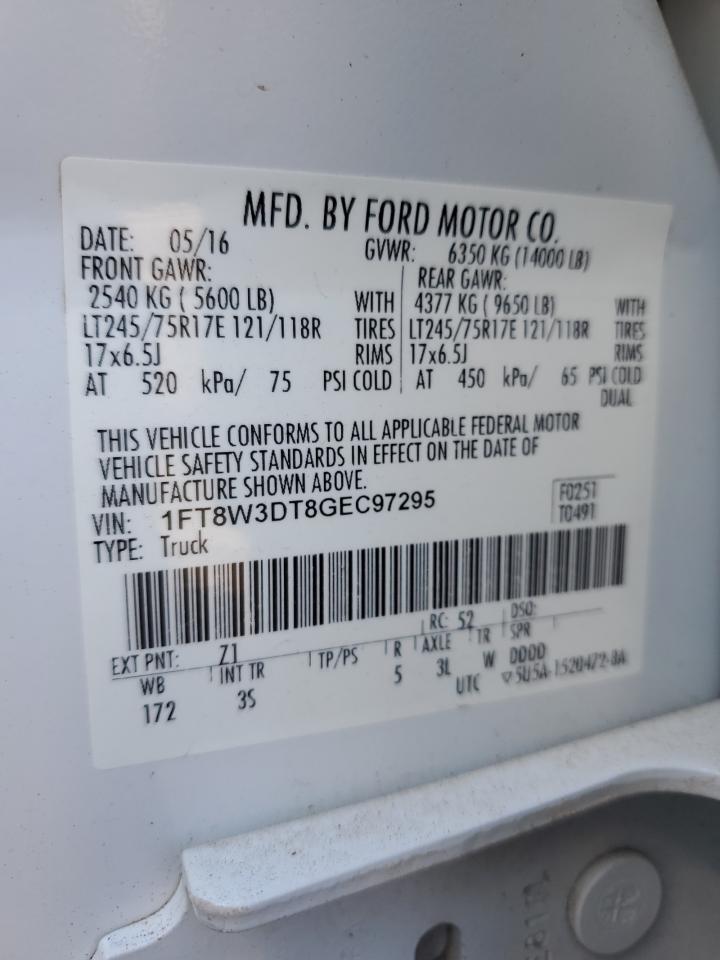 MFD. BY FORD MOTOR CO.
DATE: 05/16 GVWR: 6350 KG (14000 LB)
FRONT GAWR: REAR GAWR:
2540 KG ( 5600 LB) WITH 4377 KG ( 9650 LB) WITH
LT245/75R17E 121/118R TIRES LT245/75R17E 121/118R TIRES
17x6.5J RIMS 17x6.5J RIMS
AT 520 kPa/ 75 PSI COLD AT 450 kPa/ 65 PSI COLD
DUAL
THIS VEHICLE CONFORMS TO ALL APPLICABLE FEDERAL MOTOR
VEHICLE SAFETY STANDARDS IN EFFECT ON THE DATE OF
MANUFACTURE SHOWN ABOVE.
VIN: 1FT8W3DT8GEC97295 F0251
TYPE: Truck T0491
EXT PNT: Z1 RC: 52 DSO:
WB INT TR TP/PS R AXLE TR SPR
172 3S 5 3L W DDDD
UTC ▽5U5A-1520472-BA